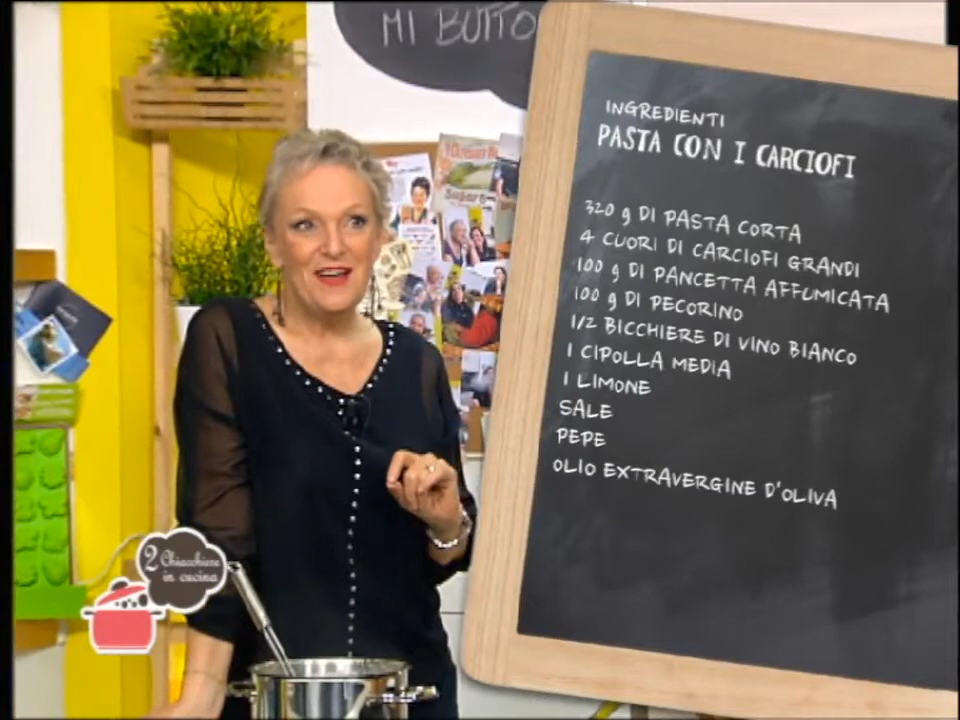 MI BUTTO
INGREDIENTI
PASTA CON I CARCIOFI
320 g DI PASTA CORTA
4 CUORI DI CARCIOFI GRANDI
100 g DI PANCETTA AFFUMICATA
100 g DI PECORINO
1/2 BICCHIERE DI VINO BIANCO
1 CIPOLLA MEDIA
1 LIMONE
SALE
PEPE
OLIO EXTRAVERGINE D'OLIVA
2 Chiacchiere
in cucina